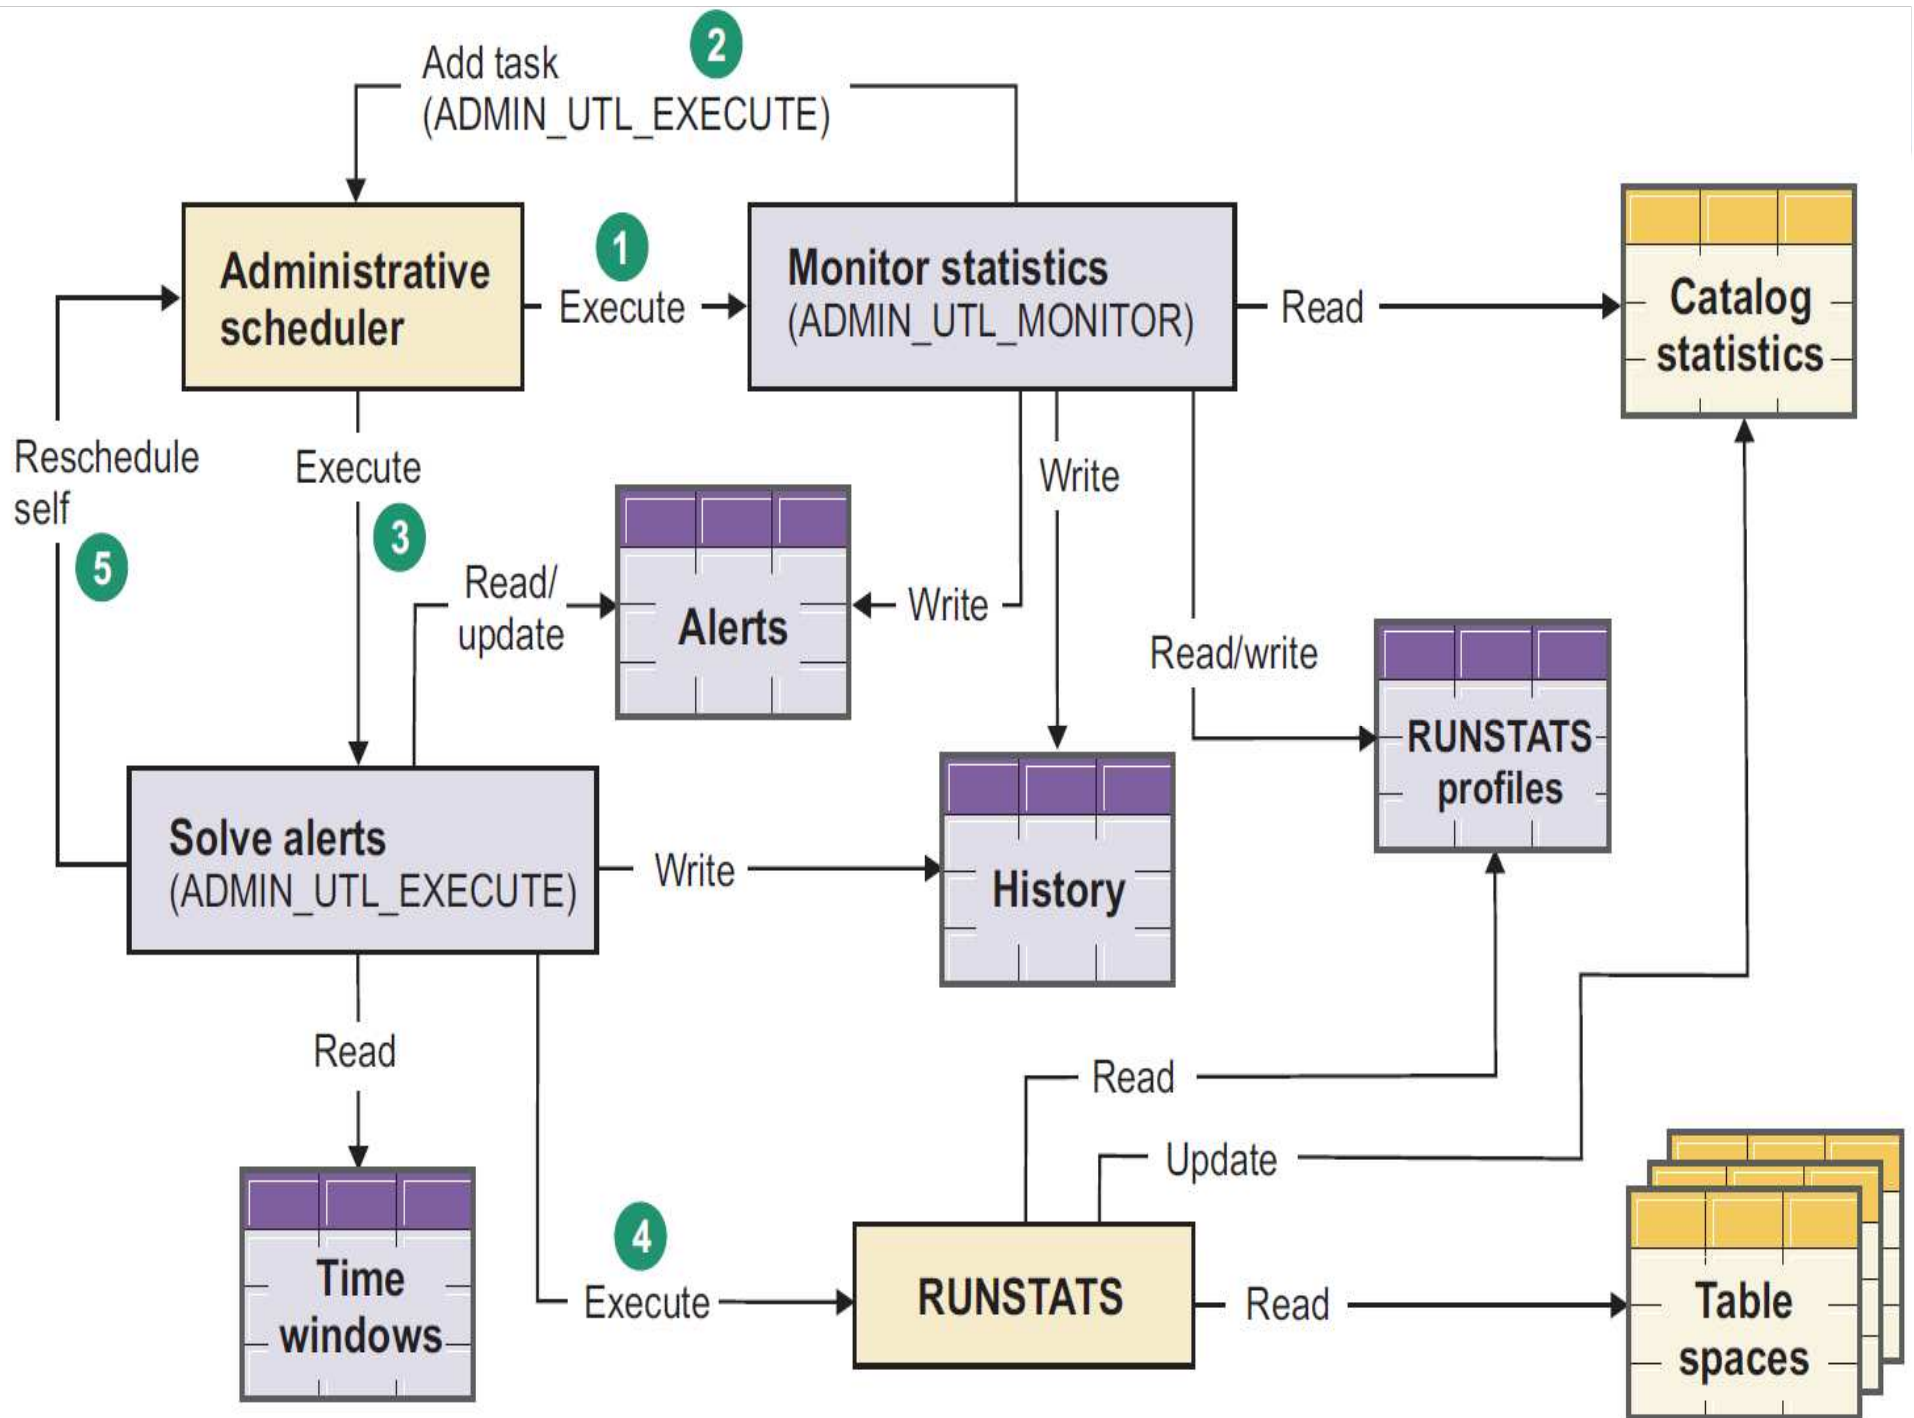 2
Add task
(ADMIN_UTL_EXECUTE)
Administrative
scheduler
1
Execute
Monitor statistics
(ADMIN_UTL_MONITOR)
Read
Catalog
statistics
Reschedule
self
5
Execute
3
Read/
update
Alerts
Write
Write
Read/write
RUNSTATS
profiles
Solve alerts
(ADMIN_UTL_EXECUTE)
Write
History
Read
Time
windows
4
Execute
RUNSTATS
Read
Update
Read
Table
spaces